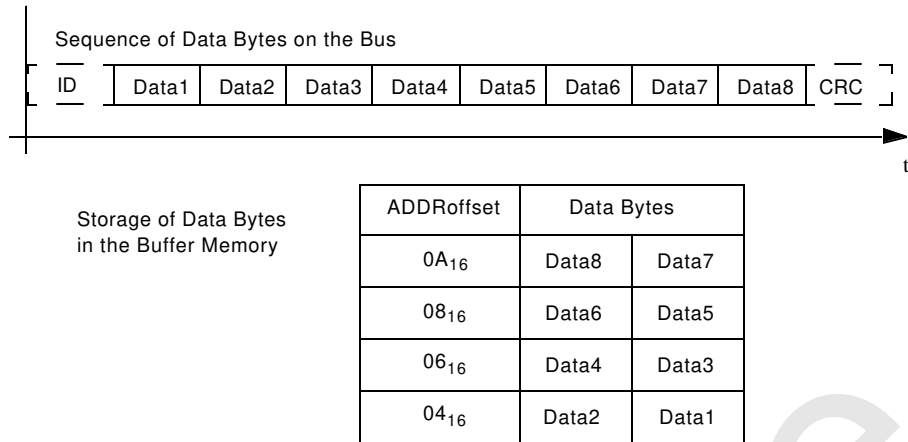 Sequence of Data Bytes on the Bus
ID Data1 Data2 Data3 Data4 Data5 Data6 Data7 Data8 CRC
t
Storage of Data Bytes
in the Buffer Memory
ADDRoffset Data Bytes
0A16 Data8 Data7
0816 Data6 Data5
0616 Data4 Data3
0416 Data2 Data1